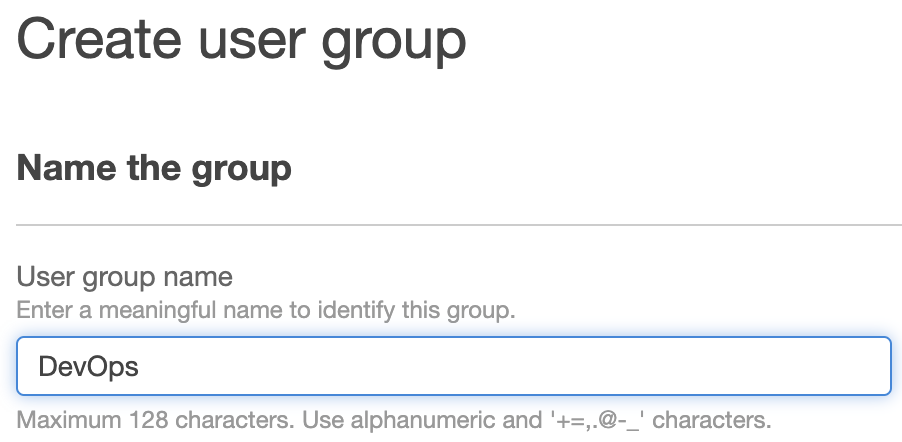 Create user group
Name the group
User group name
Enter a meaningful name to identify this group.
DevOps
Maximum 128 characters. Use alphanumeric and '+=,.@-_' characters.